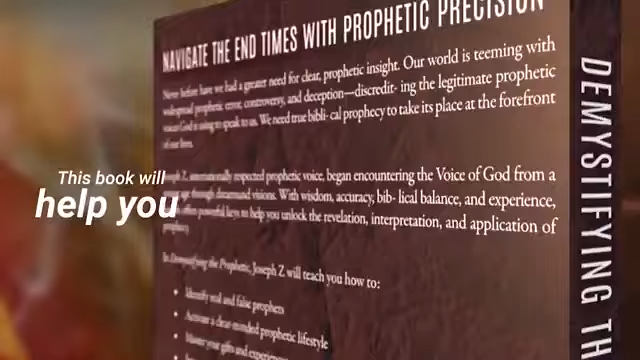 NAVIGATE THE END TIMES WITH PROPHETIC PRECISION
Never before have we had a greater need for clear, prophetic insight. Our world is teeming with
widespread prophetic error, controversy, and deception—discredit- ing the legitimate prophetic
voices God is using to speak to us. We need true bibli- cal prophecy to take its place at the forefront
of our lives.
Joseph Z, internationally respected prophetic voice, began encountering the Voice of God from a
through dreams and visions. With wisdom, accuracy, bib- lical balance, and experience,
offers powerful keys to help you unlock the revelation, interpretation, and application of
prophecy.
In Demystifying the Prophetic, Joseph Z will teach you how to:
• Identify real and false prophets
• Activate a clear-minded prophetic lifestyle
• Master your gifts and
This book will
help you
DEMYSTIFYING TH